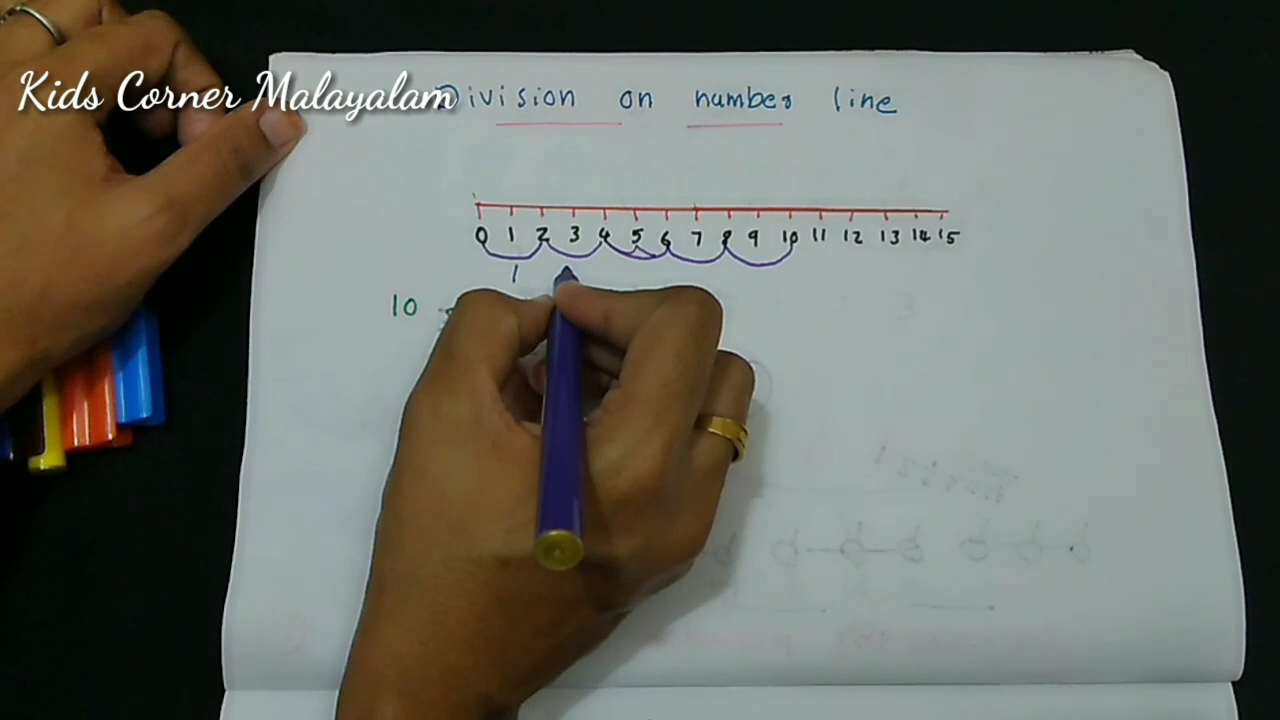 Kids Corner Malayalam
Division on number line
0 1 2 3 4 5 6 7 8 9 10 11 12 13 14 15
1
10 ÷